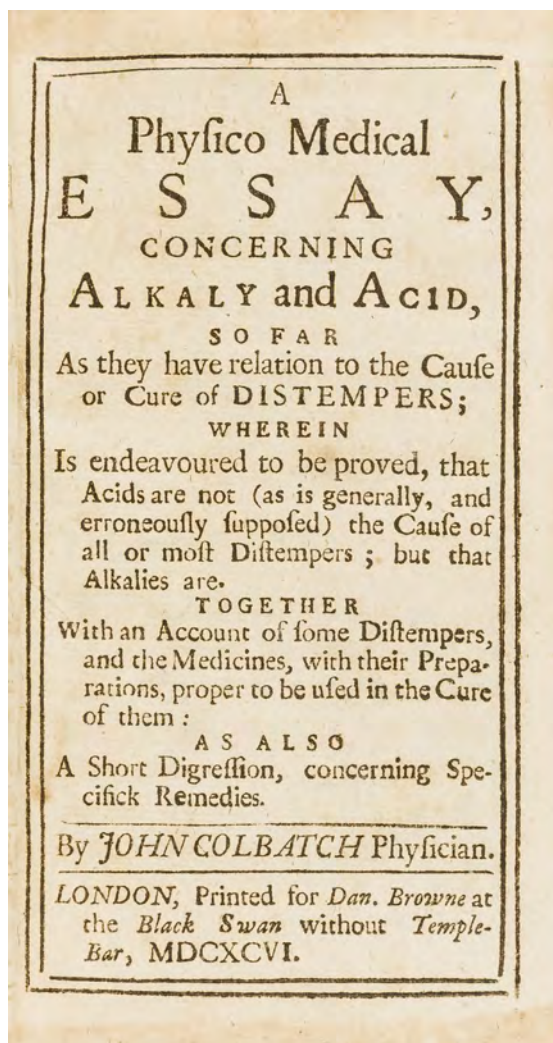 A
Phyſico Medical
ESSAY,
CONCERNING
ALKALY and ACID,
SO FAR
As they have relation to the Cauſe
or Cure of DISTEMPERS;
WHEREIN
Is endeavoured to be proved, that
Acids are not (as is generally, and
erroneouſly ſuppoſed) the Cauſe of
all or moſt Diſtempers ; but that
Alkalies are.
TOGETHER
With an Account of ſome Diſtempers,
and the Medicines, with their Prepa-
rations, proper to be uſed in the Cure
of them :
AS ALSO
A Short Digreſſion, concerning Spe-
cifick Remedies.
By JOHN COLBATCH Phyſician.
LONDON, Printed for Dan. Browne at
the Black Swan without Temple-
Bar, MDCXCVI.